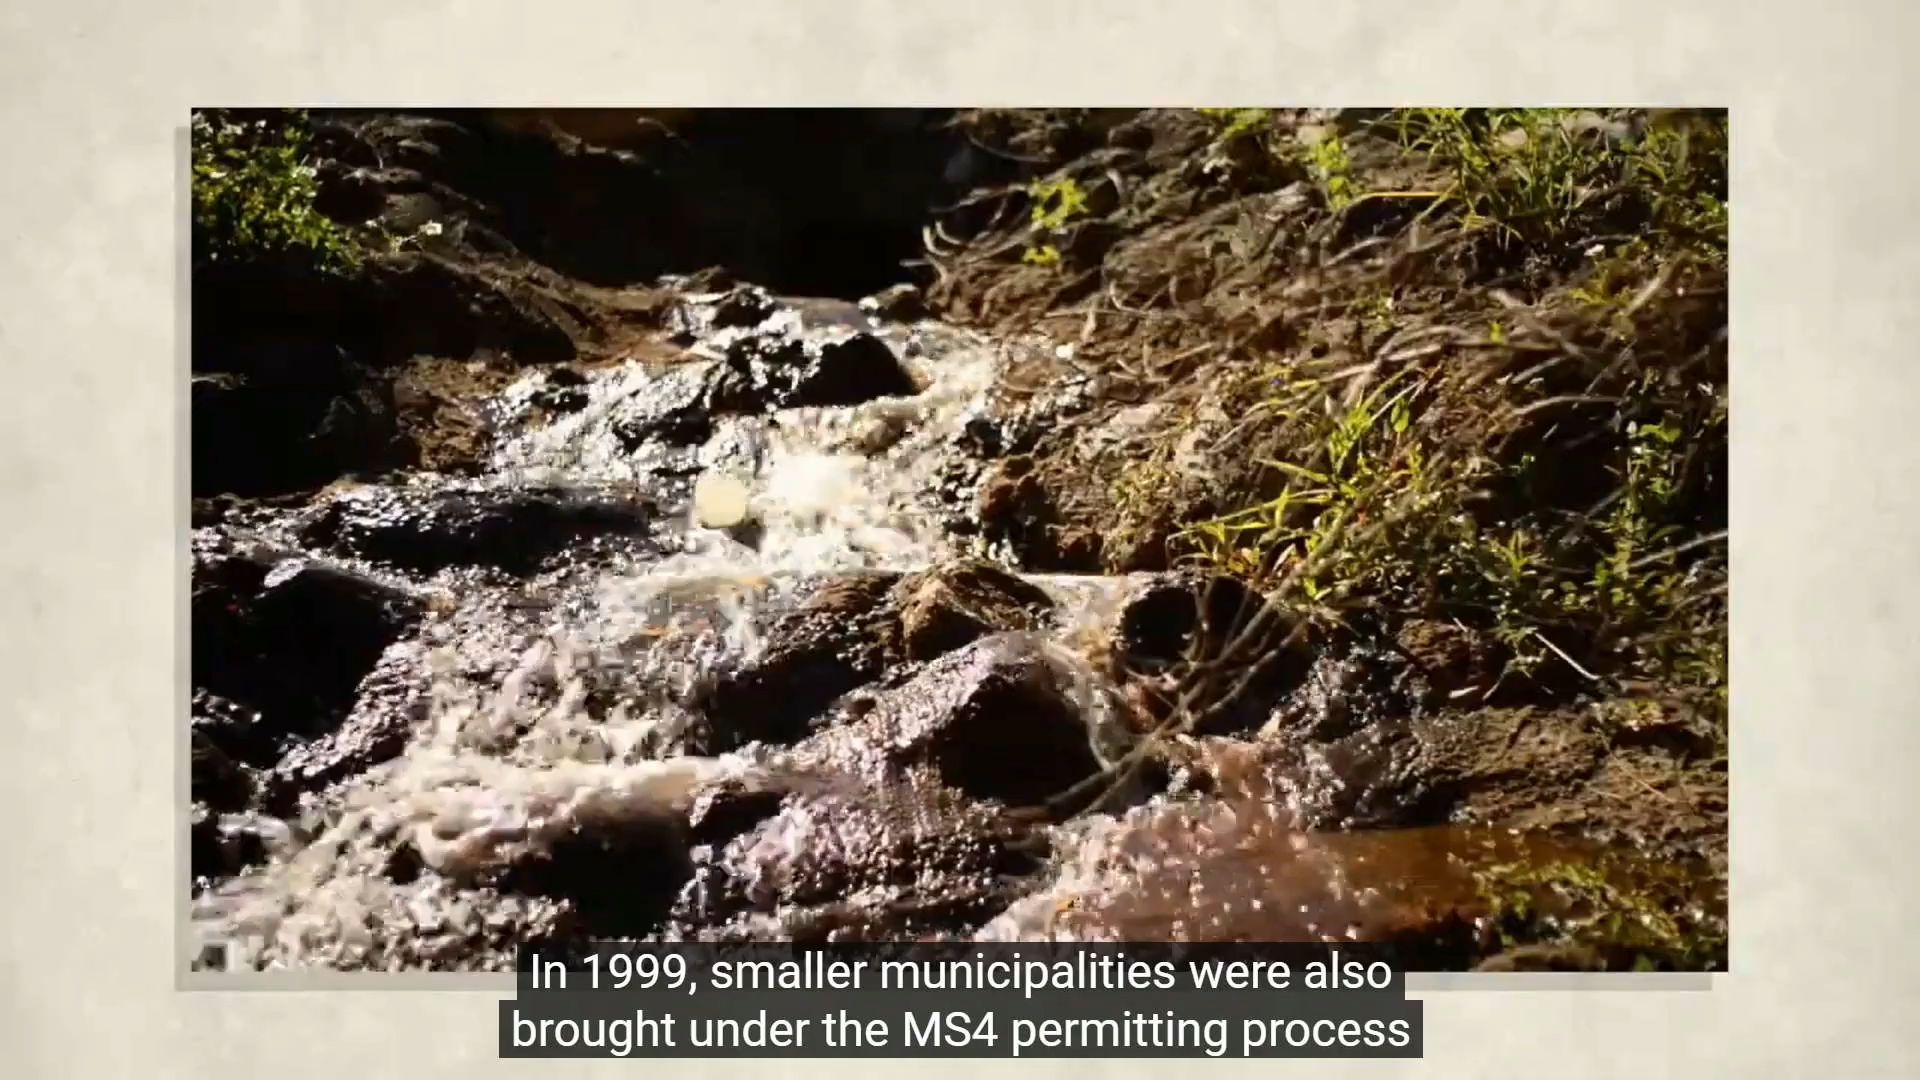 In 1999, smaller municipalities were also
brought under the MS4 permitting process